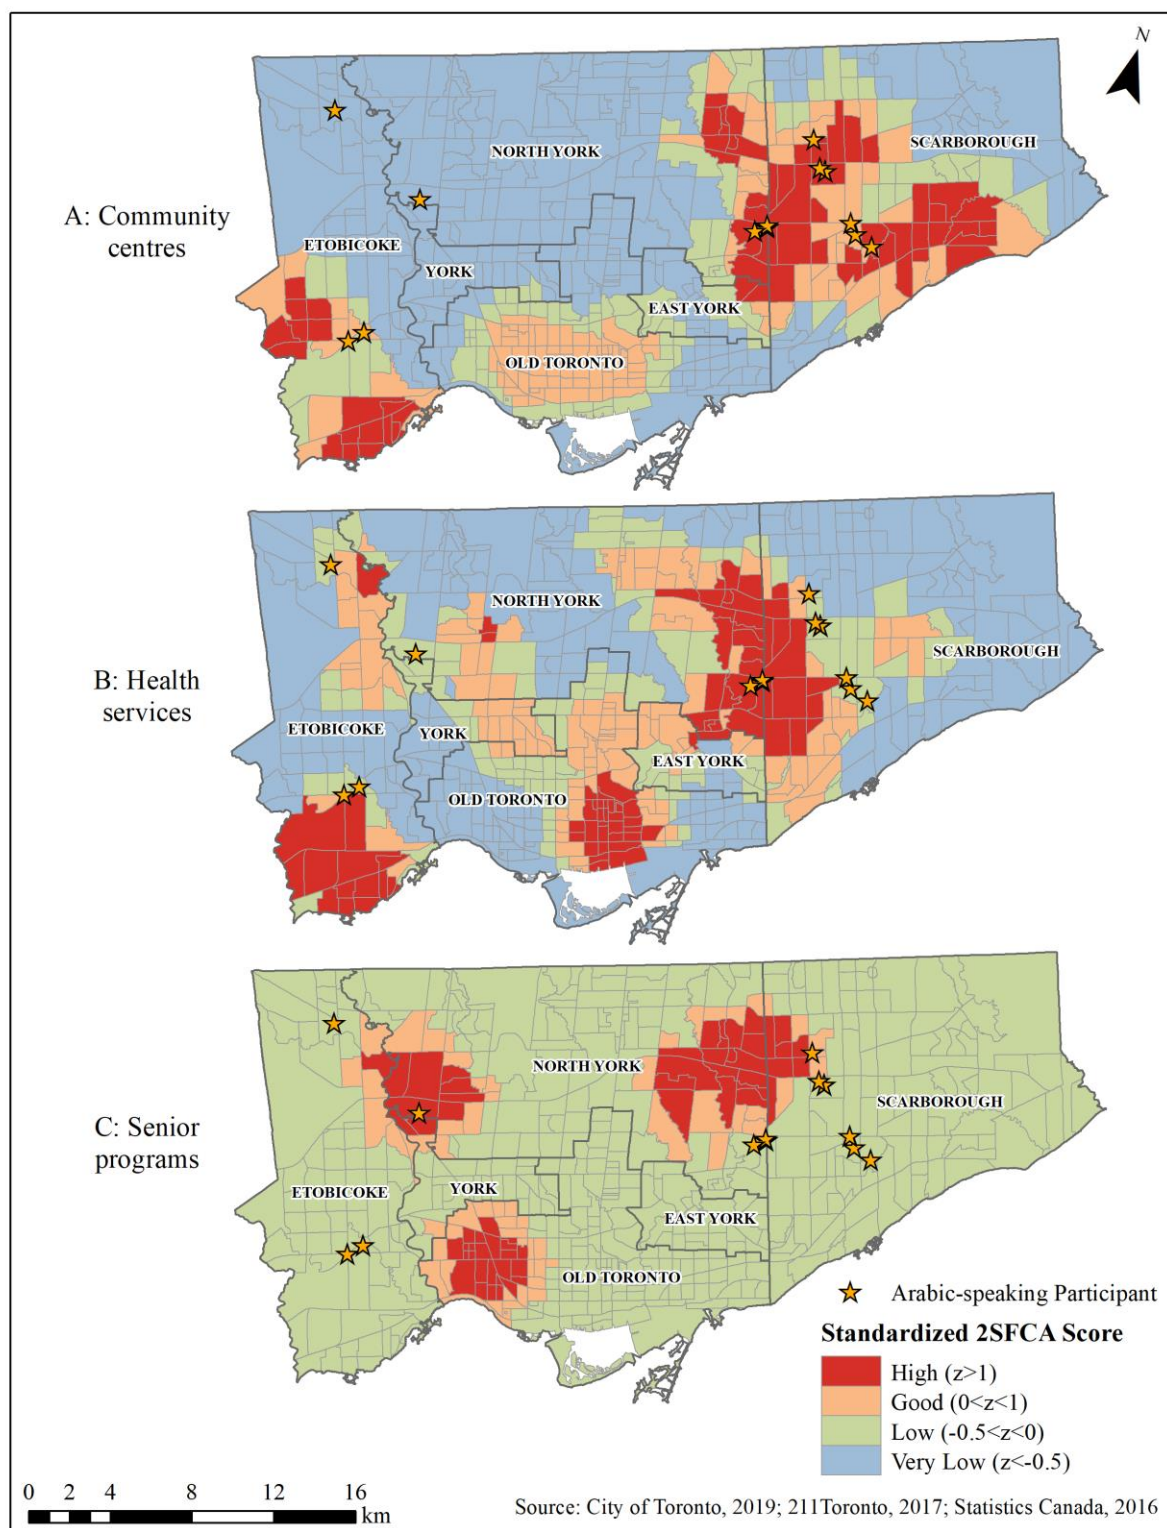 N
NORTH YORK
SCARBOROUGH
A: Community
centres
ETOBICOKE
YORK
EAST YORK
OLD TORONTO
NORTH YORK
SCARBOROUGH
B: Health
services
ETOBICOKE
YORK
EAST YORK
OLD TORONTO
NORTH YORK
SCARBOROUGH
C: Senior
programs
ETOBICOKE
YORK
EAST YORK
OLD TORONTO
Arabic-speaking Participant
Standardized 2SFCA Score
High (z>1)
Good (0<z<1)
Low (-0.5<z<0)
Very Low (z<-0.5)
0 2 4 8 12 16
km
Source: City of Toronto, 2019; 211Toronto, 2017; Statistics Canada, 2016